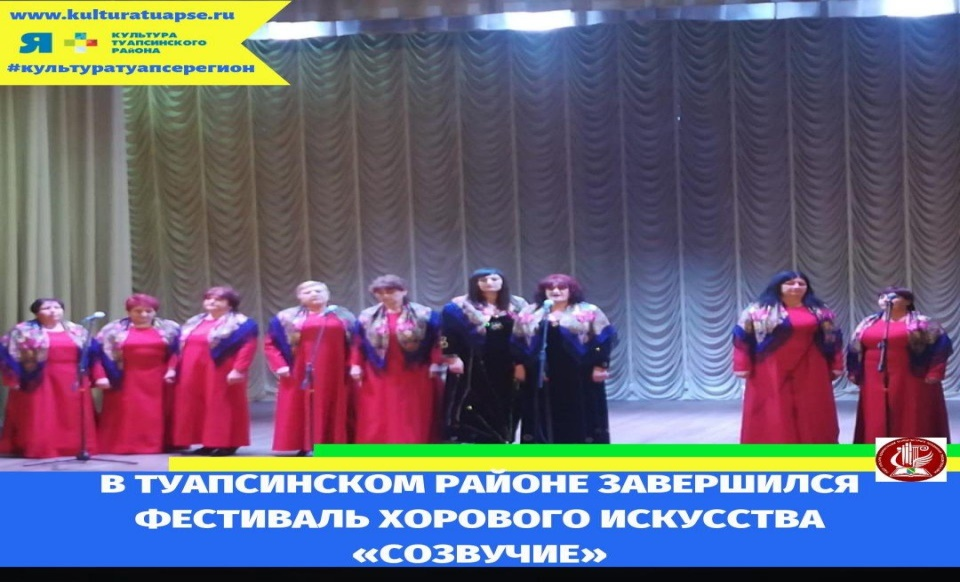 www.kulturatuapse.ru
Я
КУЛЬТУРА
ТУАПСИНСКОГО
РАЙОНА
#культуратуапсерегион
В ТУАПСИНСКОМ РАЙОНЕ ЗАВЕРШИЛСЯ
ФЕСТИВАЛЬ ХОРОВОГО ИСКУССТВА
«СОЗВУЧИЕ»